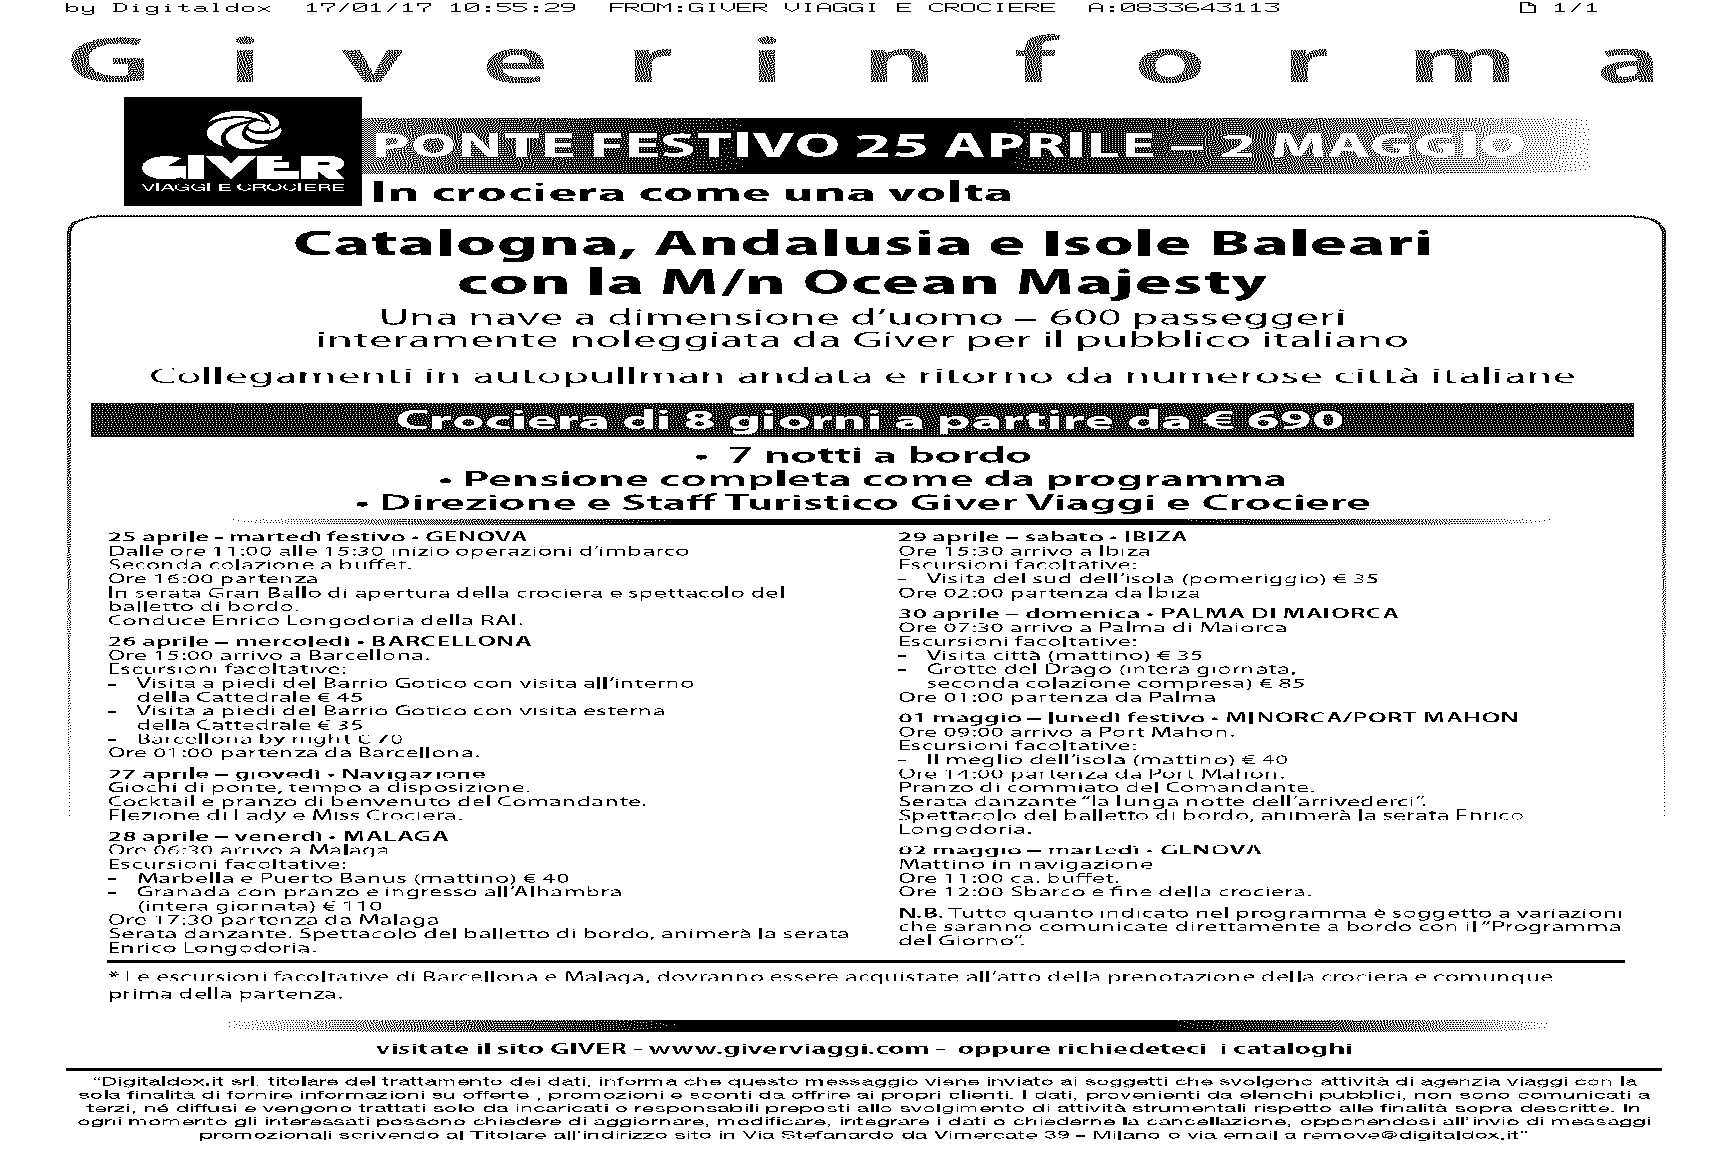 by Digitaldox 17/01/17 10:55:29 FROM:GIVER VIAGGI E CROCIERE A:0833643113 1/1
Giverinforma
GIVER
VIAGGI E CROCIERE
PONTE FESTIVO 25 APRILE – 2 MAGGIO
In crociera come una volta
Catalogna, Andalusia e Isole Baleari
con la M/n Ocean Majesty
Una nave a dimensione d'uomo – 600 passeggeri
interamente noleggiata da Giver per il pubblico italiano
Collegamenti in autopullman andata e ritorno da numerose città italiane
Crociera di 8 giorni a partire da € 690
• 7 notti a bordo
• Pensione completa come da programma
• Direzione e Staff Turistico Giver Viaggi e Crociere
25 aprile - martedì festivo • GENOVA
Dalle ore 11:00 alle 15:30 inizio operazioni d'imbarco
Seconda colazione a buffet.
Ore 16:00 partenza
In serata Gran Ballo di apertura della crociera e spettacolo del
balletto di bordo.
Conduce Enrico Longodoria della RAI.
26 aprile – mercoledì • BARCELLONA
Ore 15:00 arrivo a Barcellona.
Escursioni facoltative:
– Visita a piedi del Barrio Gotico con visita all'interno
della Cattedrale € 45
– Visita a piedi del Barrio Gotico con visita esterna
della Cattedrale € 35
– Barcellona by night € 70
Ore 01:00 partenza da Barcellona.
27 aprile – giovedì • Navigazione
Giochi di ponte, tempo a disposizione.
Cocktail e pranzo di benvenuto del Comandante.
Elezione di Lady e Miss Crociera.
28 aprile – venerdì • MALAGA
Ore 06:30 arrivo a Malaga
Escursioni facoltative:
– Marbella e Puerto Banus (mattino) € 40
– Granada con pranzo e ingresso all'Alhambra
(intera giornata) € 110
Ore 17:30 partenza da Malaga
Serata danzante. Spettacolo del balletto di bordo, animerà la serata
Enrico Longodoria.
29 aprile – sabato • IBIZA
Ore 15:30 arrivo a Ibiza
Escursioni facoltative:
– Visita del sud dell'isola (pomeriggio) € 35
Ore 02:00 partenza da Ibiza
30 aprile – domenica • PALMA DI MAIORCA
Ore 07:30 arrivo a Palma di Maiorca
Escursioni facoltative:
– Visita città (mattino) € 35
– Grotte del Drago (intera giornata,
seconda colazione compresa) € 85
Ore 01:00 partenza da Palma
01 maggio – lunedì festivo • MINORCA/PORT MAHON
Ore 09:00 arrivo a Port Mahon.
Escursioni facoltative:
– Il meglio dell'isola (mattino) € 40
Ore 14:00 partenza da Port Mahon.
Pranzo di commiato del Comandante.
Serata danzante "la lunga notte dell'arrivederci".
Spettacolo del balletto di bordo, animerà la serata Enrico
Longodoria.
02 maggio – martedì • GENOVA
Mattino in navigazione
Ore 11:00 ca. buffet.
Ore 12:00 Sbarco e fine della crociera.
N.B. Tutto quanto indicato nel programma è soggetto a variazioni
che saranno comunicate direttamente a bordo con il "Programma
del Giorno".
* Le escursioni facoltative di Barcellona e Malaga, dovranno essere acquistate all'atto della prenotazione della crociera e comunque
prima della partenza.
visitate il sito GIVER - www.giverviaggi.com - oppure richiedeteci i cataloghi
"Digitaldox.it srl. titolare del trattamento dei dati, informa che questo messaggio viene inviato ai soggetti che svolgono attività di agenzia viaggi con la
sola finalità di fornire informazioni su offerte , promozioni e sconti da offrire ai propri clienti. I dati, provenienti da elenchi pubblici, non sono comunicati a
terzi, né diffusi e vengono trattati solo da incaricati o responsabili preposti allo svolgimento di attività strumentali rispetto alle finalità sopra descritte. In
ogni momento gli interessati possono chiedere di aggiornare, modificare, integrare i dati o chiederne la cancellazione, opponendosi all'invio di messaggi
promozionali scrivendo al Titolare all'indirizzo sito in Via Stefanardo da Vimercate 39 – Milano o via email a remove@digitaldox.it"